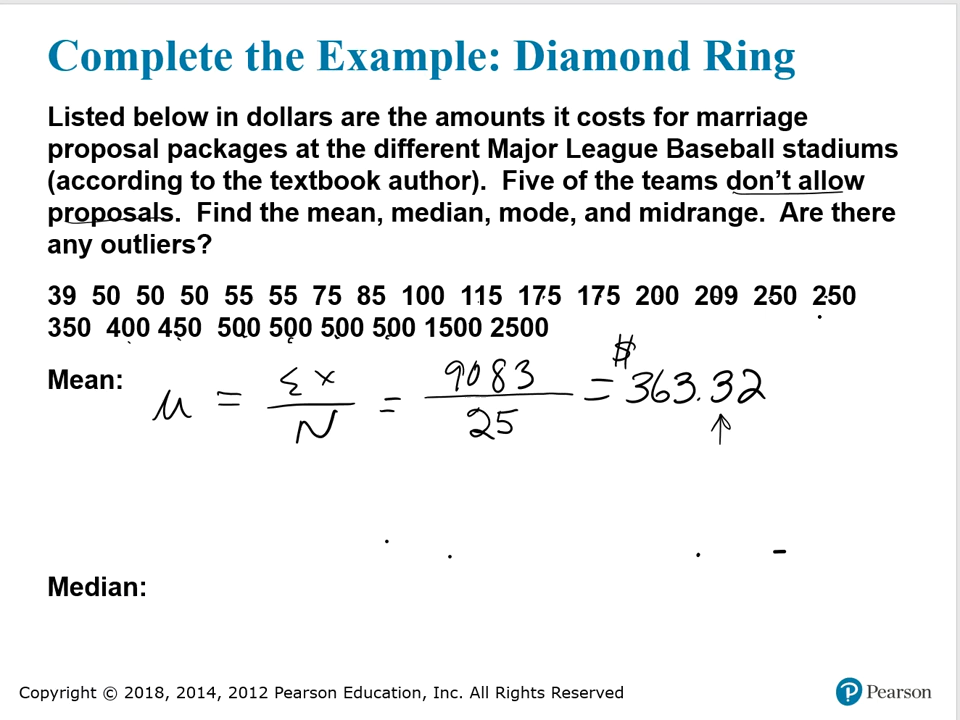 Complete the Example: Diamond Ring
Listed below in dollars are the amounts it costs for marriage
proposal packages at the different Major League Baseball stadiums
(according to the textbook author).  Five of the teams don't allow
proposals.  Find the mean, median, mode, and midrange.  Are there
any outliers?
39  50  50  50  55  55  75  85  100  115  175  175  200  209  250  250
350  400 450  500 500 500 500 1500 2500
Mean: μ = Σx / N = 9083 / 25 = $363.32
Median:
Copyright © 2018, 2014, 2012 Pearson Education, Inc. All Rights Reserved
Pearson